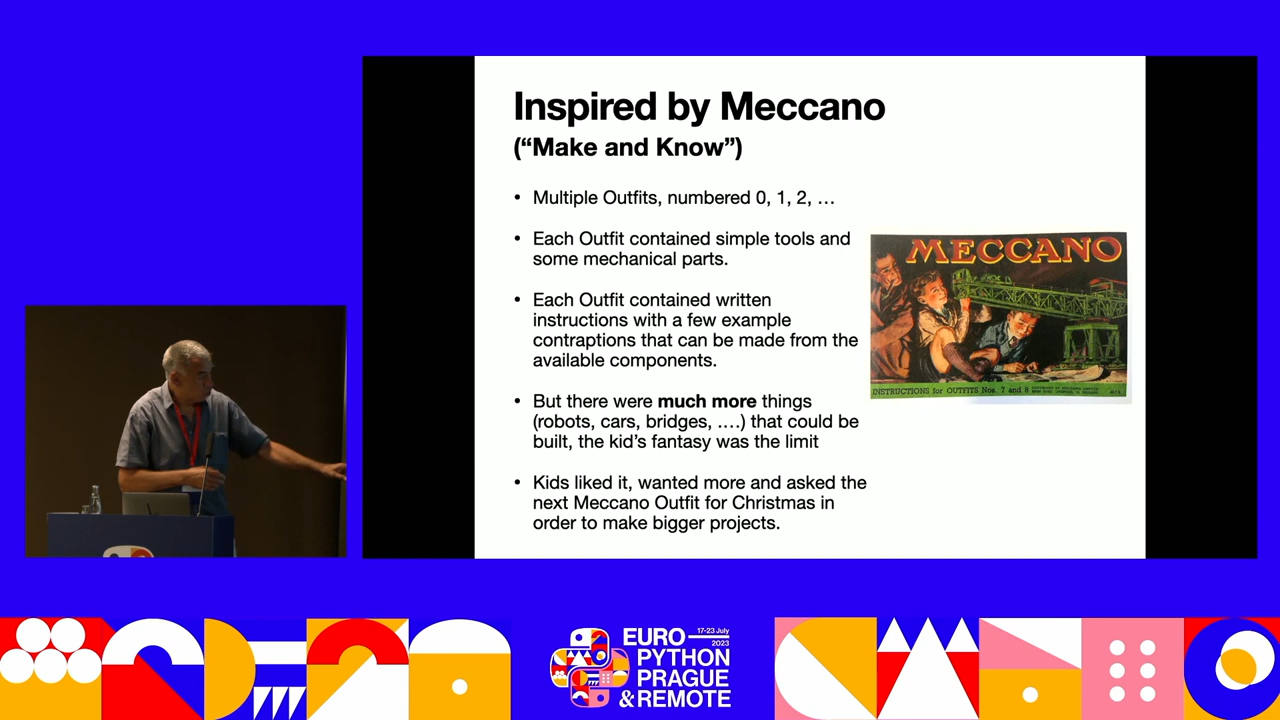 Inspired by Meccano
(“Make and Know”)
• Multiple Outfits, numbered 0, 1, 2, …
• Each Outfit contained simple tools and
some mechanical parts.
• Each Outfit contained written
instructions with a few example
contraptions that can be made from the
available components.
• But there were much more things
(robots, cars, bridges, ….) that could be
built, the kid’s fantasy was the limit
• Kids liked it, wanted more and asked the
next Meccano Outfit for Christmas in
order to make bigger projects.
MECCANO
INSTRUCTIONS for OUTFITS Nos. 7 and 8
17-23 July
2023
EURO
PYTHON
PRAGUE
& REMOTE